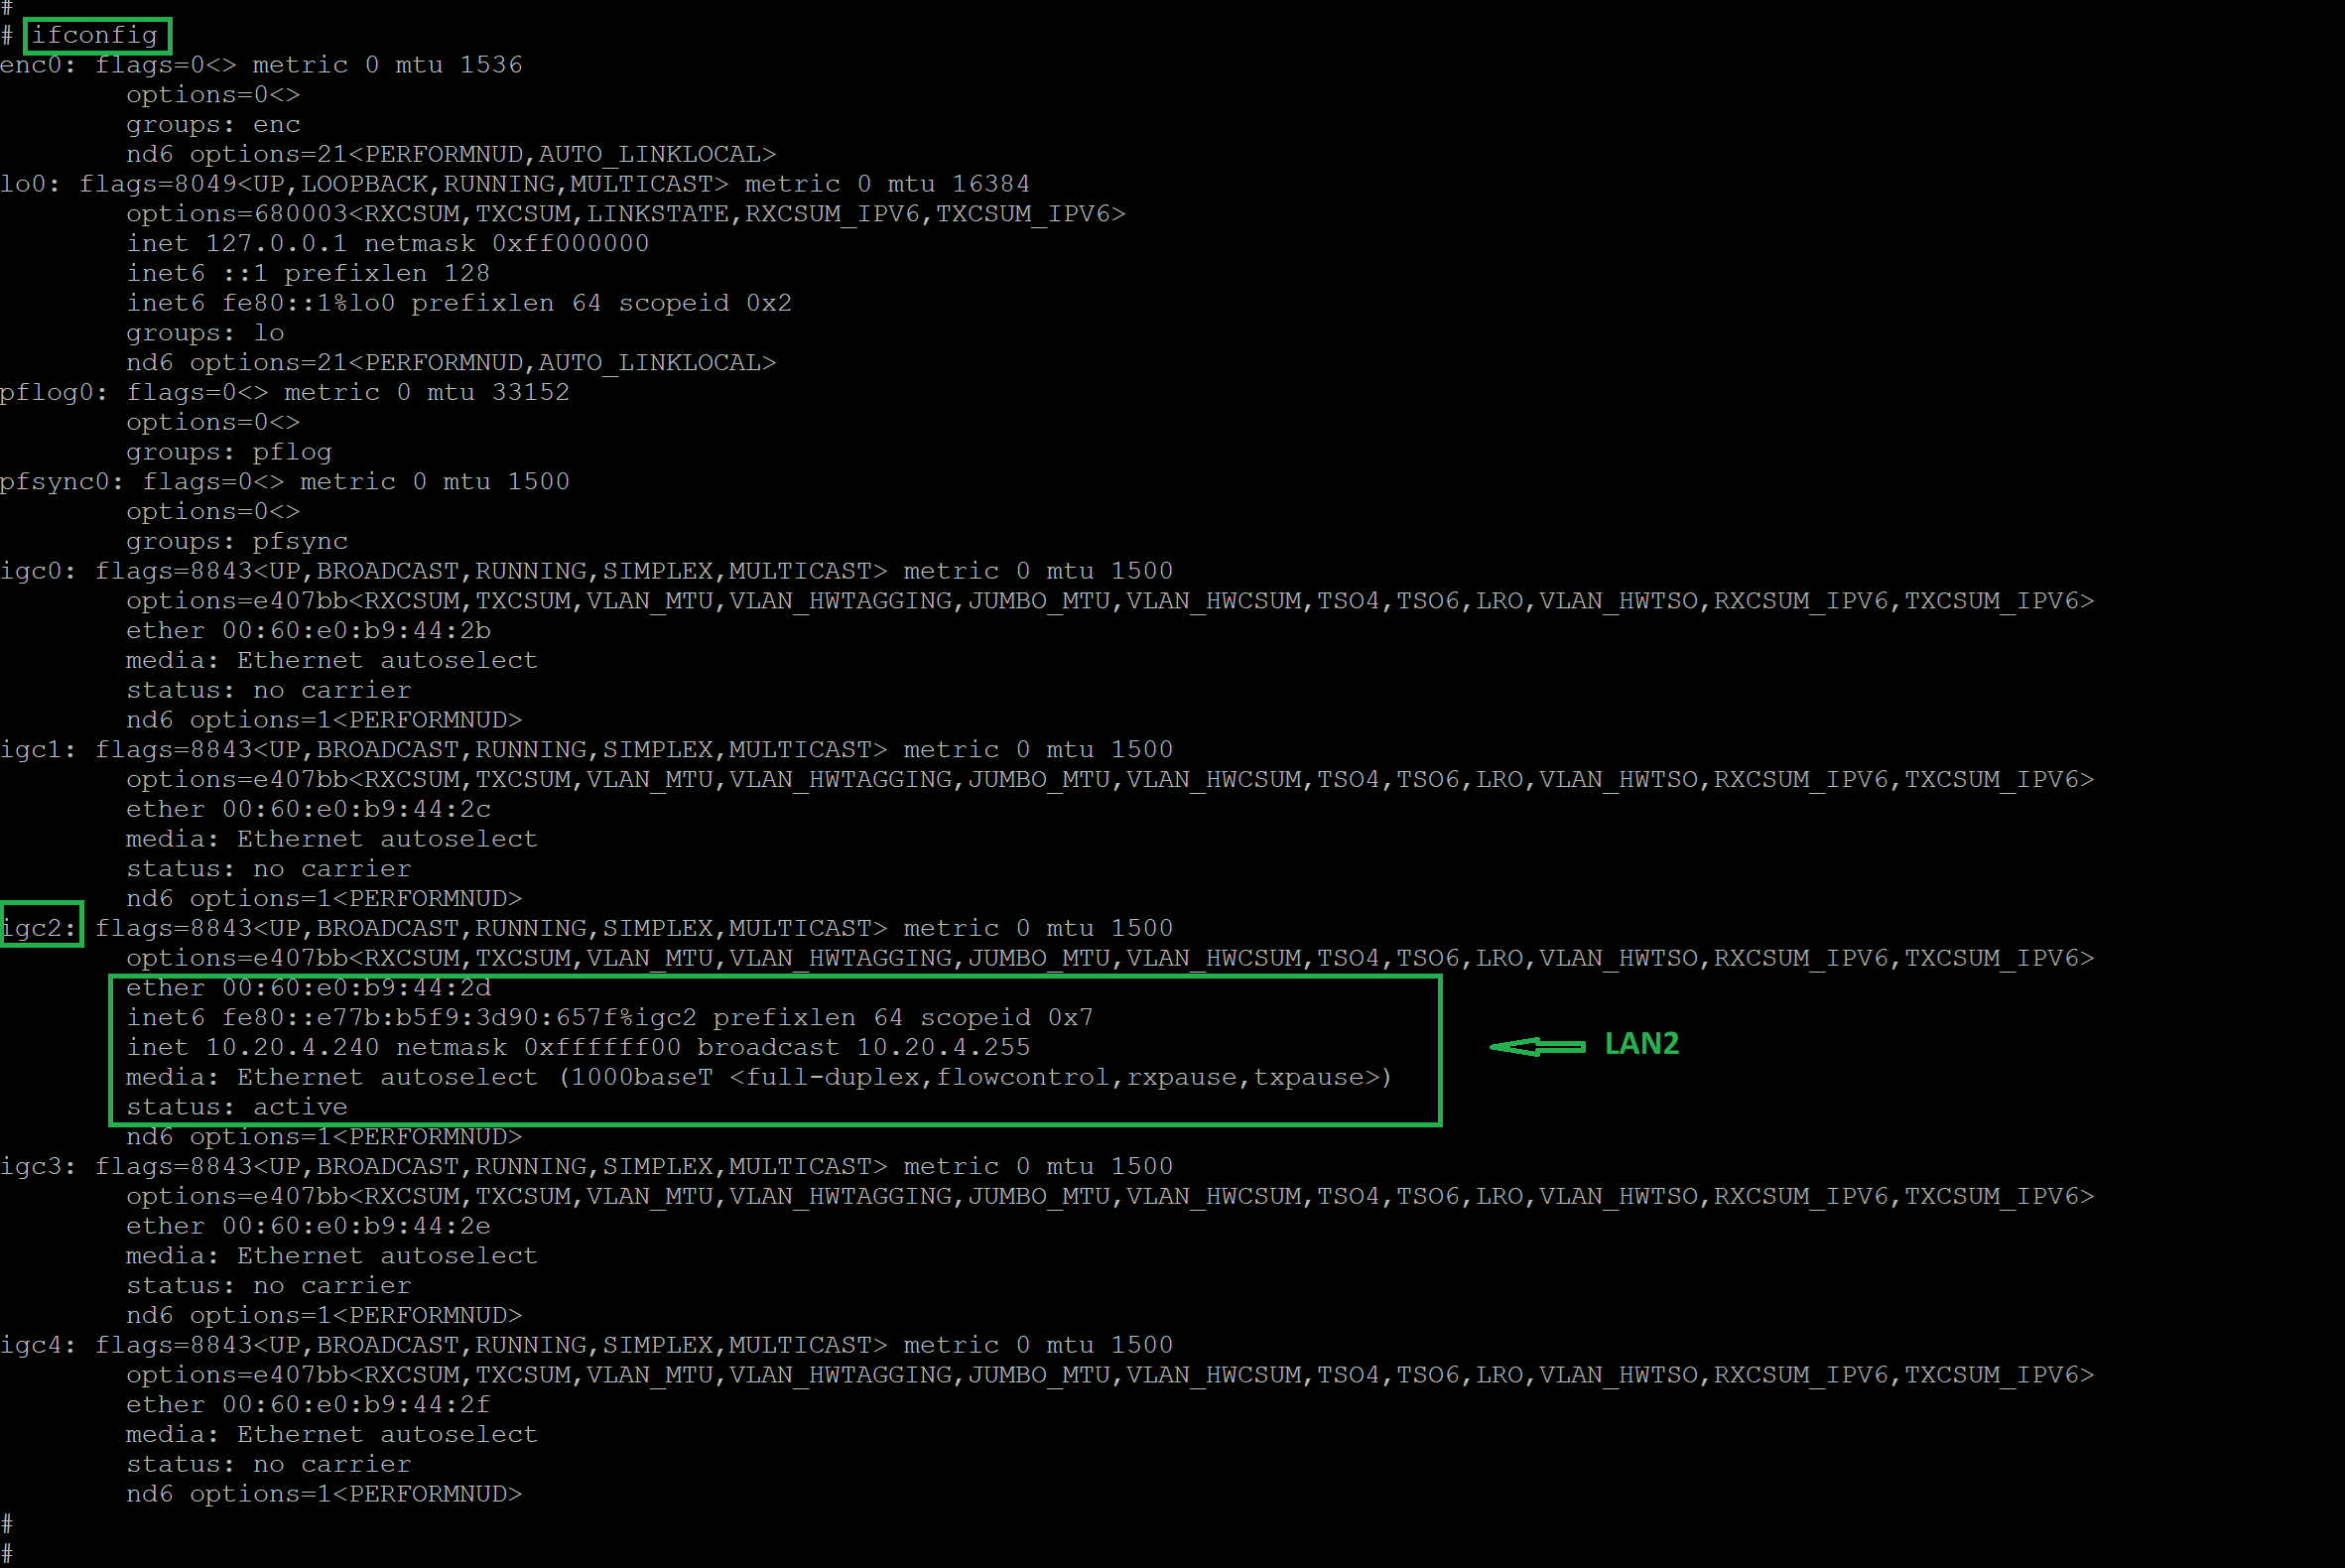 #
# ifconfig
enc0: flags=0<> metric 0 mtu 1536
options=0<>
groups: enc
nd6 options=21<PERFORMNUD,AUTO_LINKLOCAL>
lo0: flags=8049<UP,LOOPBACK,RUNNING,MULTICAST> metric 0 mtu 16384
options=680003<RXCSUM,TXCSUM,LINKSTATE,RXCSUM_IPV6,TXCSUM_IPV6>
inet 127.0.0.1 netmask 0xff000000
inet6 ::1 prefixlen 128
inet6 fe80::1%lo0 prefixlen 64 scopeid 0x2
groups: lo
nd6 options=21<PERFORMNUD,AUTO_LINKLOCAL>
pflog0: flags=0<> metric 0 mtu 33152
options=0<>
groups: pflog
pfsync0: flags=0<> metric 0 mtu 1500
options=0<>
groups: pfsync
igc0: flags=8843<UP,BROADCAST,RUNNING,SIMPLEX,MULTICAST> metric 0 mtu 1500
options=e407bb<RXCSUM,TXCSUM,VLAN_MTU,VLAN_HWTAGGING,JUMBO_MTU,VLAN_HWCSUM,TSO4,TSO6,LRO,VLAN_HWTSO,RXCSUM_IPV6,TXCSUM_IPV6>
ether 00:60:e0:b9:44:2b
media: Ethernet autoselect
status: no carrier
nd6 options=1<PERFORMNUD>
igc1: flags=8843<UP,BROADCAST,RUNNING,SIMPLEX,MULTICAST> metric 0 mtu 1500
options=e407bb<RXCSUM,TXCSUM,VLAN_MTU,VLAN_HWTAGGING,JUMBO_MTU,VLAN_HWCSUM,TSO4,TSO6,LRO,VLAN_HWTSO,RXCSUM_IPV6,TXCSUM_IPV6>
ether 00:60:e0:b9:44:2c
media: Ethernet autoselect
status: no carrier
nd6 options=1<PERFORMNUD>
igc2: flags=8843<UP,BROADCAST,RUNNING,SIMPLEX,MULTICAST> metric 0 mtu 1500
options=e407bb<RXCSUM,TXCSUM,VLAN_MTU,VLAN_HWTAGGING,JUMBO_MTU,VLAN_HWCSUM,TSO4,TSO6,LRO,VLAN_HWTSO,RXCSUM_IPV6,TXCSUM_IPV6>
ether 00:60:e0:b9:44:2d
inet6 fe80::e77b:b5f9:3d90:657f%igc2 prefixlen 64 scopeid 0x7
inet 10.20.4.240 netmask 0xffffff00 broadcast 10.20.4.255
LAN2
media: Ethernet autoselect (1000baseT <full-duplex,flowcontrol,rxpause,txpause>)
status: active
nd6 options=1<PERFORMNUD>
igc3: flags=8843<UP,BROADCAST,RUNNING,SIMPLEX,MULTICAST> metric 0 mtu 1500
options=e407bb<RXCSUM,TXCSUM,VLAN_MTU,VLAN_HWTAGGING,JUMBO_MTU,VLAN_HWCSUM,TSO4,TSO6,LRO,VLAN_HWTSO,RXCSUM_IPV6,TXCSUM_IPV6>
ether 00:60:e0:b9:44:2e
media: Ethernet autoselect
status: no carrier
nd6 options=1<PERFORMNUD>
igc4: flags=8843<UP,BROADCAST,RUNNING,SIMPLEX,MULTICAST> metric 0 mtu 1500
options=e407bb<RXCSUM,TXCSUM,VLAN_MTU,VLAN_HWTAGGING,JUMBO_MTU,VLAN_HWCSUM,TSO4,TSO6,LRO,VLAN_HWTSO,RXCSUM_IPV6,TXCSUM_IPV6>
ether 00:60:e0:b9:44:2f
media: Ethernet autoselect
status: no carrier
nd6 options=1<PERFORMNUD>
#
#